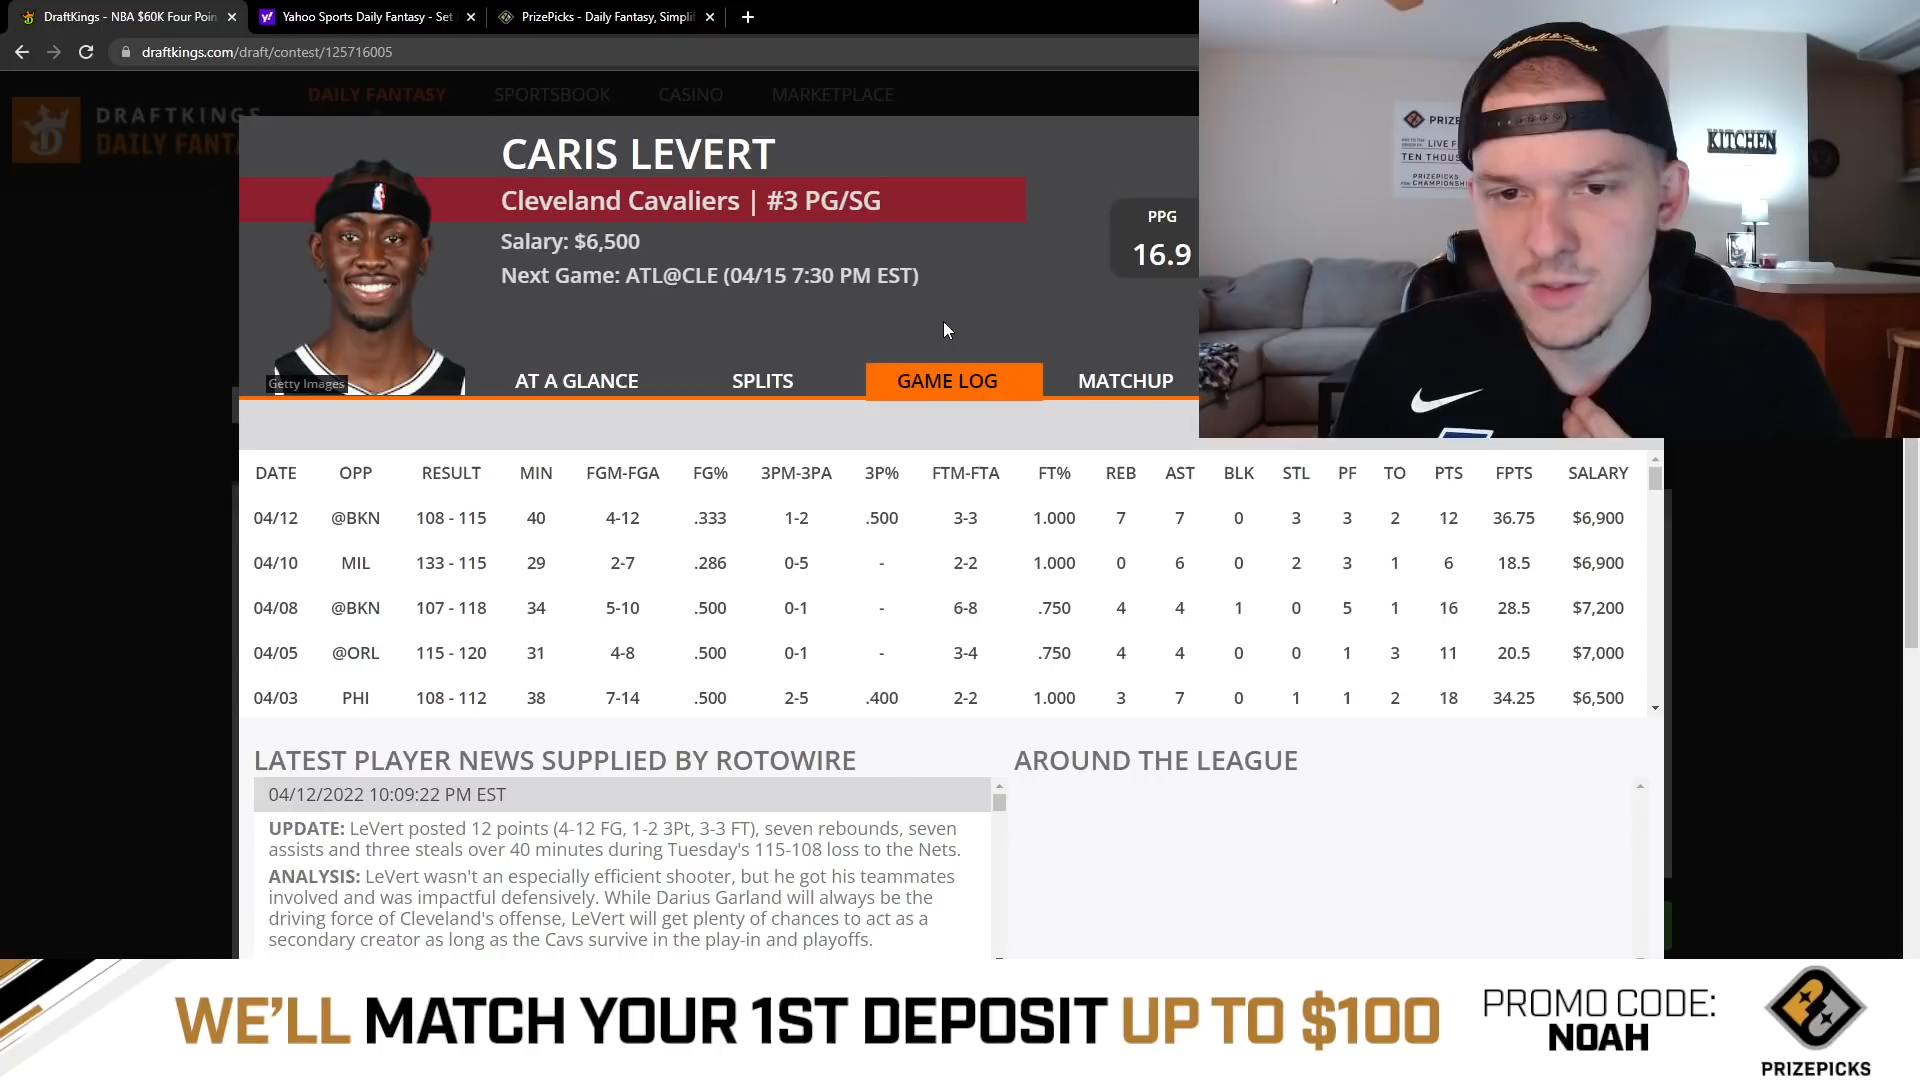 DraftKings - NBA $60K Four Poin
Yahoo Sports Daily Fantasy - Set
PrizePicks - Daily Fantasy, Simplif
draftkings.com/draft/contest/125716005
DRAFTKINGS
DAILY FANTA
DAILY FANTASY SPORTSBOOK CASINO MARKETPLACE
CARIS LEVERT
Cleveland Cavaliers | #3 PG/SG
Salary: $6,500
Next Game: ATL@CLE (04/15 7:30 PM EST)
PPG
16.9
Getty Images
AT A GLANCE SPLITS GAME LOG MATCHUP
PRIZE
LIVE F
TEN THOUS
PRIZEPICKS
CHAMPIONSH
KITCHEN
DATE OPP RESULT MIN FGM-FGA FG% 3PM-3PA 3P% FTM-FTA FT% REB AST BLK STL PF TO PTS FPTS SALARY
04/12 @BKN 108 - 115 40 4-12 .333 1-2 .500 3-3 1.000 7 7 0 3 3 2 12 36.75 $6,900
04/10 MIL 133 - 115 29 2-7 .286 0-5 - 2-2 1.000 0 6 0 2 3 1 6 18.5 $6,900
04/08 @BKN 107 - 118 34 5-10 .500 0-1 - 6-8 .750 4 4 1 0 5 1 16 28.5 $7,200
04/05 @ORL 115 - 120 31 4-8 .500 0-1 - 3-4 .750 4 4 0 0 1 3 11 20.5 $7,000
04/03 PHI 108 - 112 38 7-14 .500 2-5 .400 2-2 1.000 3 7 0 1 1 2 18 34.25 $6,500
LATEST PLAYER NEWS SUPPLIED BY ROTOWIRE
AROUND THE LEAGUE
04/12/2022 10:09:22 PM EST
UPDATE: LeVert posted 12 points (4-12 FG, 1-2 3Pt, 3-3 FT), seven rebounds, seven
assists and three steals over 40 minutes during Tuesday's 115-108 loss to the Nets.
ANALYSIS: LeVert wasn't an especially efficient shooter, but he got his teammates
involved and was impactful defensively. While Darius Garland will always be the
driving force of Cleveland's offense, LeVert will get plenty of chances to act as a
secondary creator as long as the Cavs survive in the play-in and playoffs.
WE'LL MATCH YOUR 1ST DEPOSIT UP TO $100
PROMO CODE:
NOAH
PRIZEPICKS